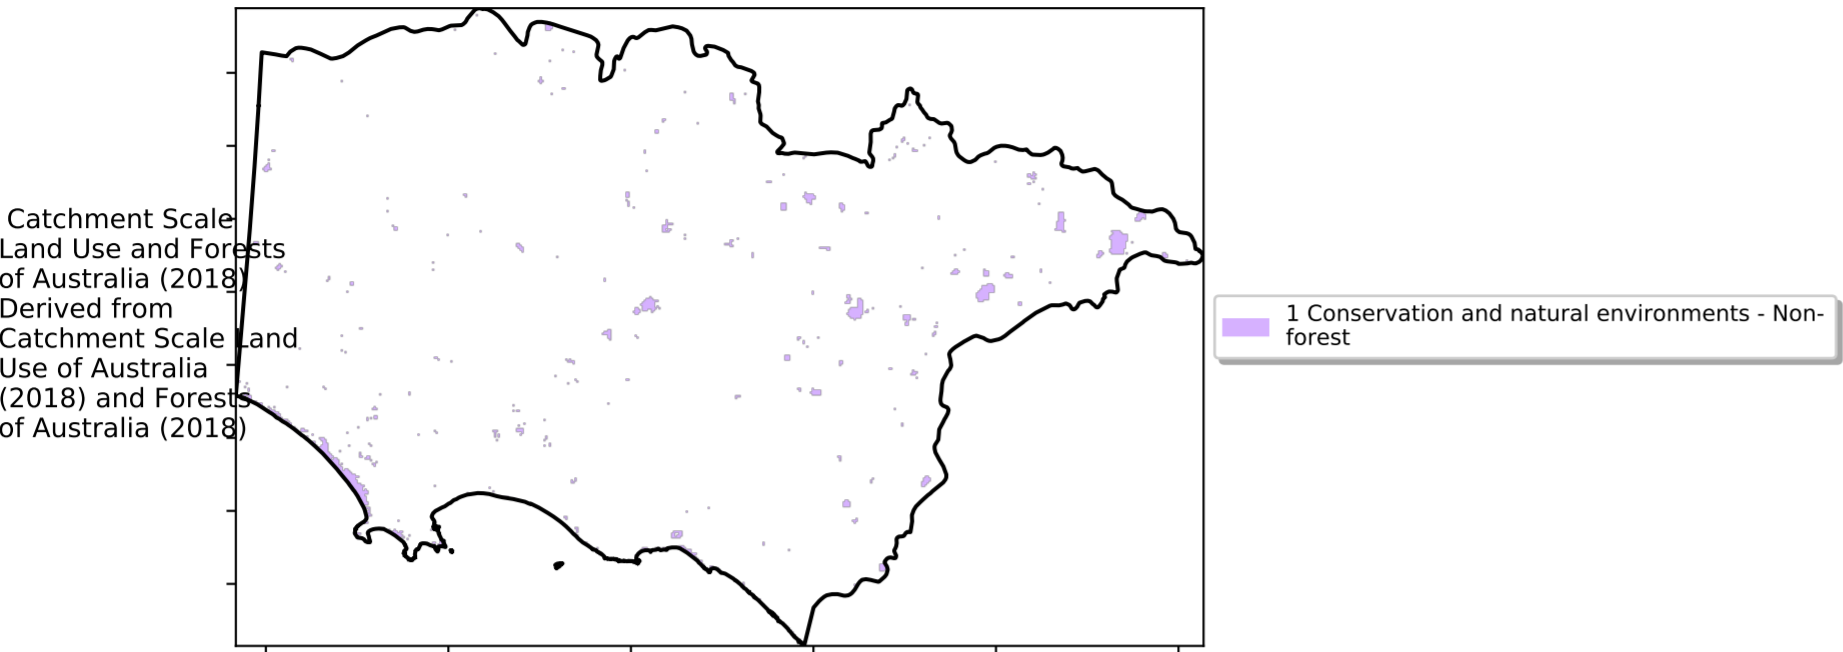 Catchment Scale
Land Use and Forests
of Australia (2018)
Derived from
Catchment Scale Land
Use of Australia
(2018) and Forests
of Australia (2018)
1 Conservation and natural environments - Non-
forest